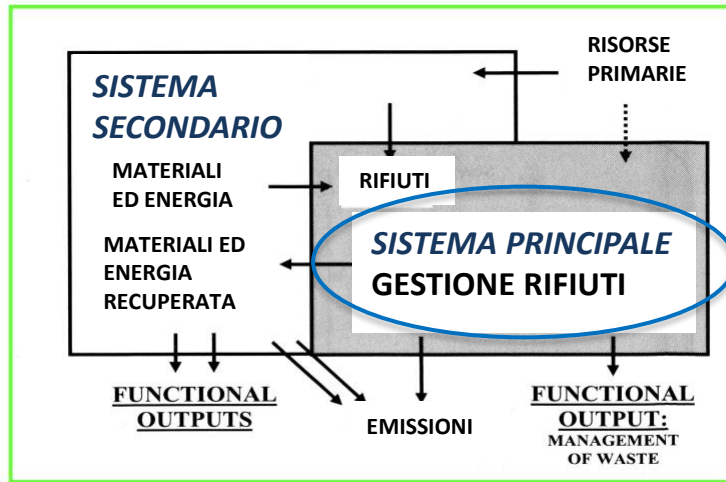 RISORSE
PRIMARIE
SISTEMA
SECONDARIO
MATERIALI
ED ENERGIA
RIFIUTI
MATERIALI ED
ENERGIA
RECUPERATA
SISTEMA PRINCIPALE
GESTIONE RIFIUTI
FUNCTIONAL
OUTPUTS
EMISSIONI
FUNCTIONAL
OUTPUT:
MANAGEMENT
OF WASTE